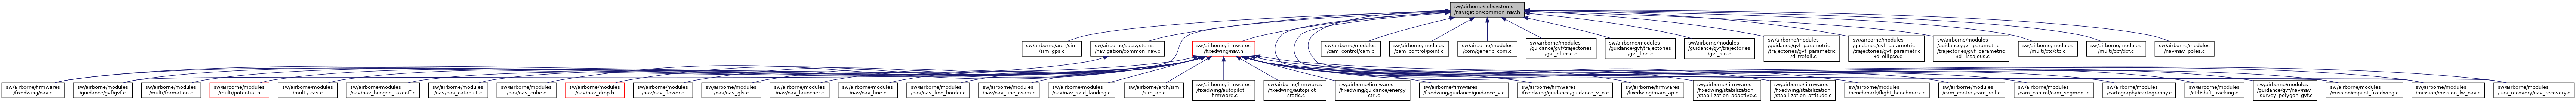 sw/airborne/subsystems
/navigation/common_nav.h
sw/airborne/arch/sim
/sim_gps.c
sw/airborne/subsystems
/navigation/common_nav.c
sw/airborne/firmwares
/fixedwing/nav.h
sw/airborne/modules
/cam_control/cam.c
sw/airborne/modules
/cam_control/point.c
sw/airborne/modules
/com/generic_com.c
sw/airborne/modules
/guidance/gvf/trajectories
/gvf_ellipse.c
sw/airborne/modules
/guidance/gvf/trajectories
/gvf_line.c
sw/airborne/modules
/guidance/gvf/trajectories
/gvf_sin.c
sw/airborne/modules
/guidance/gvf_parametric
/trajectories/gvf_parametric
_2d_trefoil.c
sw/airborne/modules
/guidance/gvf_parametric
/trajectories/gvf_parametric
_3d_ellipse.c
sw/airborne/modules
/guidance/gvf_parametric
/trajectories/gvf_parametric
_3d_lissajous.c
sw/airborne/modules
/multi/ctc/ctc.c
sw/airborne/modules
/multi/dcf/dcf.c
sw/airborne/modules
/nav/nav_poles.c
sw/airborne/firmwares
/fixedwing/nav.c
sw/airborne/modules
/guidance/gvf/gvf.c
sw/airborne/modules
/multi/formation.c
sw/airborne/modules
/multi/potential.h
sw/airborne/modules
/multi/tcas.c
sw/airborne/modules
/nav/nav_bungee_takeoff.c
sw/airborne/modules
/nav/nav_catapult.c
sw/airborne/modules
/nav/nav_cube.c
sw/airborne/modules
/nav/nav_drop.h
sw/airborne/modules
/nav/nav_flower.c
sw/airborne/modules
/nav/nav_gls.c
sw/airborne/modules
/nav/nav_launcher.c
sw/airborne/modules
/nav/nav_line.c
sw/airborne/modules
/nav/nav_line_border.c
sw/airborne/modules
/nav/nav_line_osam.c
sw/airborne/modules
/nav/nav_skid_landing.c
sw/airborne/arch/sim
/sim_ap.c
sw/airborne/firmwares
/fixedwing/autopilot
_firmware.c
sw/airborne/firmwares
/fixedwing/autopilot
_static.c
sw/airborne/firmwares
/fixedwing/guidance/energy
_ctrl.c
sw/airborne/firmwares
/fixedwing/guidance/guidance_v.c
sw/airborne/firmwares
/fixedwing/guidance/guidance_v_n.c
sw/airborne/firmwares
/fixedwing/main_ap.c
sw/airborne/firmwares
/fixedwing/stabilization
/stabilization_adaptive.c
sw/airborne/firmwares
/fixedwing/stabilization
/stabilization_attitude.c
sw/airborne/modules
/benchmark/flight_benchmark.c
sw/airborne/modules
/cam_control/cam_roll.c
sw/airborne/modules
/cam_control/cam_segment.c
sw/airborne/modules
/cartography/cartography.c
sw/airborne/modules
/ctrl/shift_tracking.c
sw/airborne/modules
/guidance/gvf/nav/nav
_survey_polygon_gvf.c
sw/airborne/modules
/mission/copilot_fixedwing.c
sw/airborne/modules
/mission/mission_fw_nav.c
sw/airborne/modules
/uav_recovery/uav_recovery.c